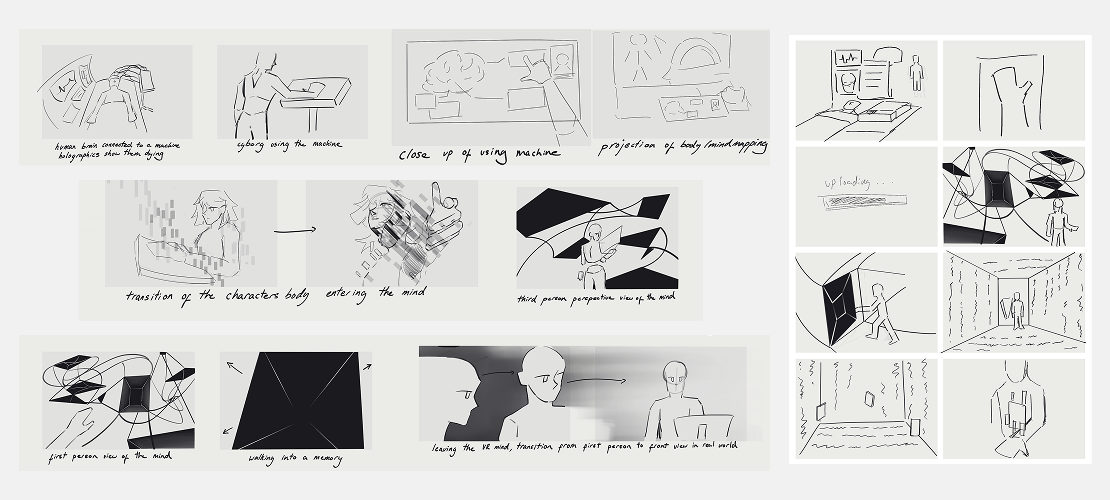 human brain connected to a machine
holographics show them dying
cyborg using the machine
close up of using machine
projection of body/mindmapping
transition of the characters body entering the mind
third person perspective view of the mind
first person view of the mind
walking into a memory
leaving the VR mind, transition from first person to front view in real world
uploading...